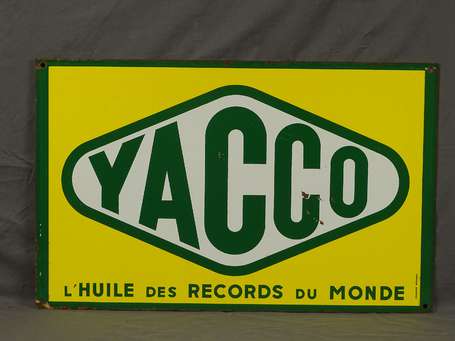 YACCO
L'HUILE DES RECORDS DU MONDE